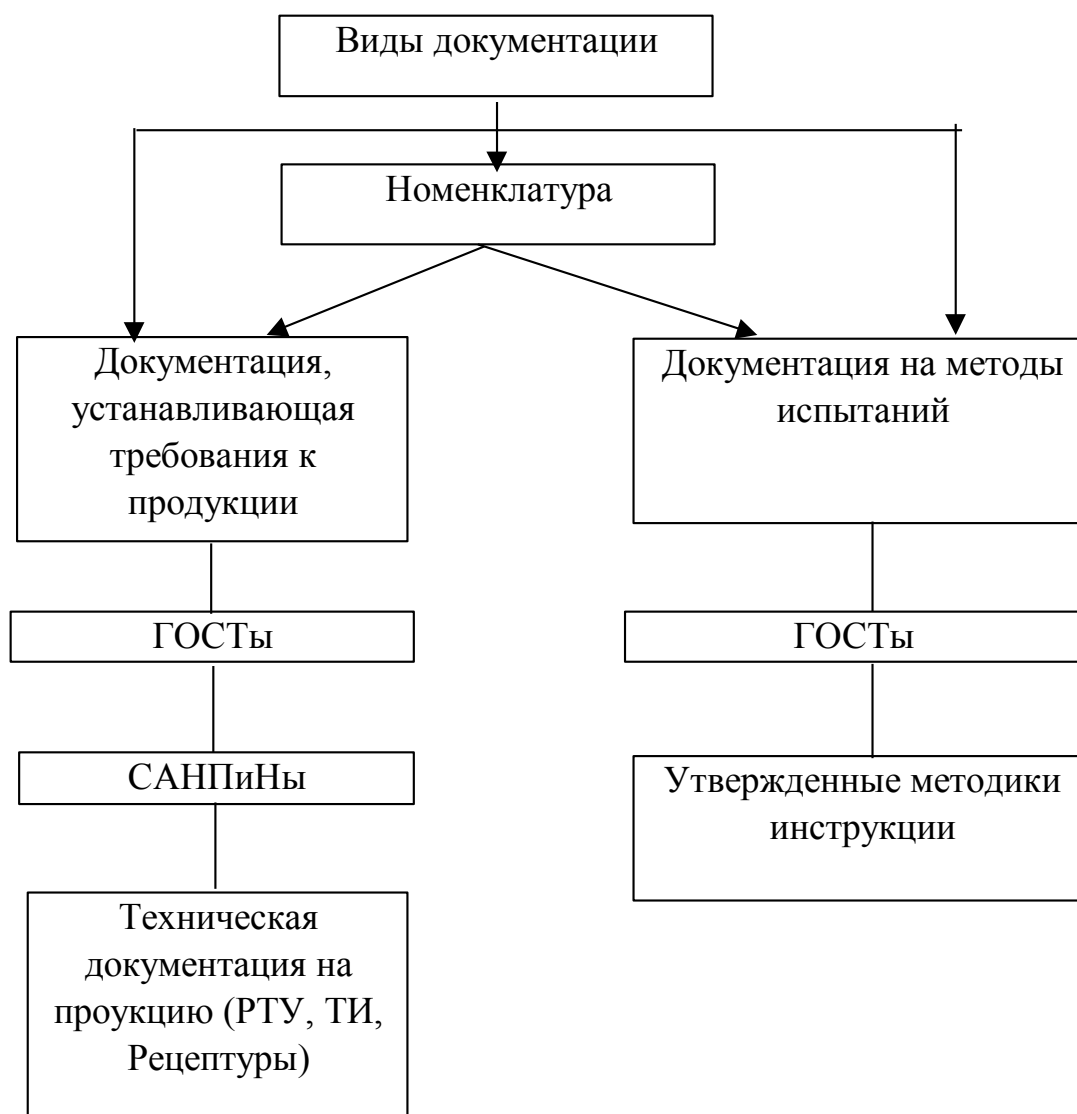 Виды документации
Номенклатура
Документация,
устанавливающая
требования к
продукции
Документация на методы
испытаний
ГОСТы
ГОСТы
САНПиНы
Утвержденные методики
инструкции
Техническая
документация на
проукцию (РТУ, ТИ,
Рецептуры)